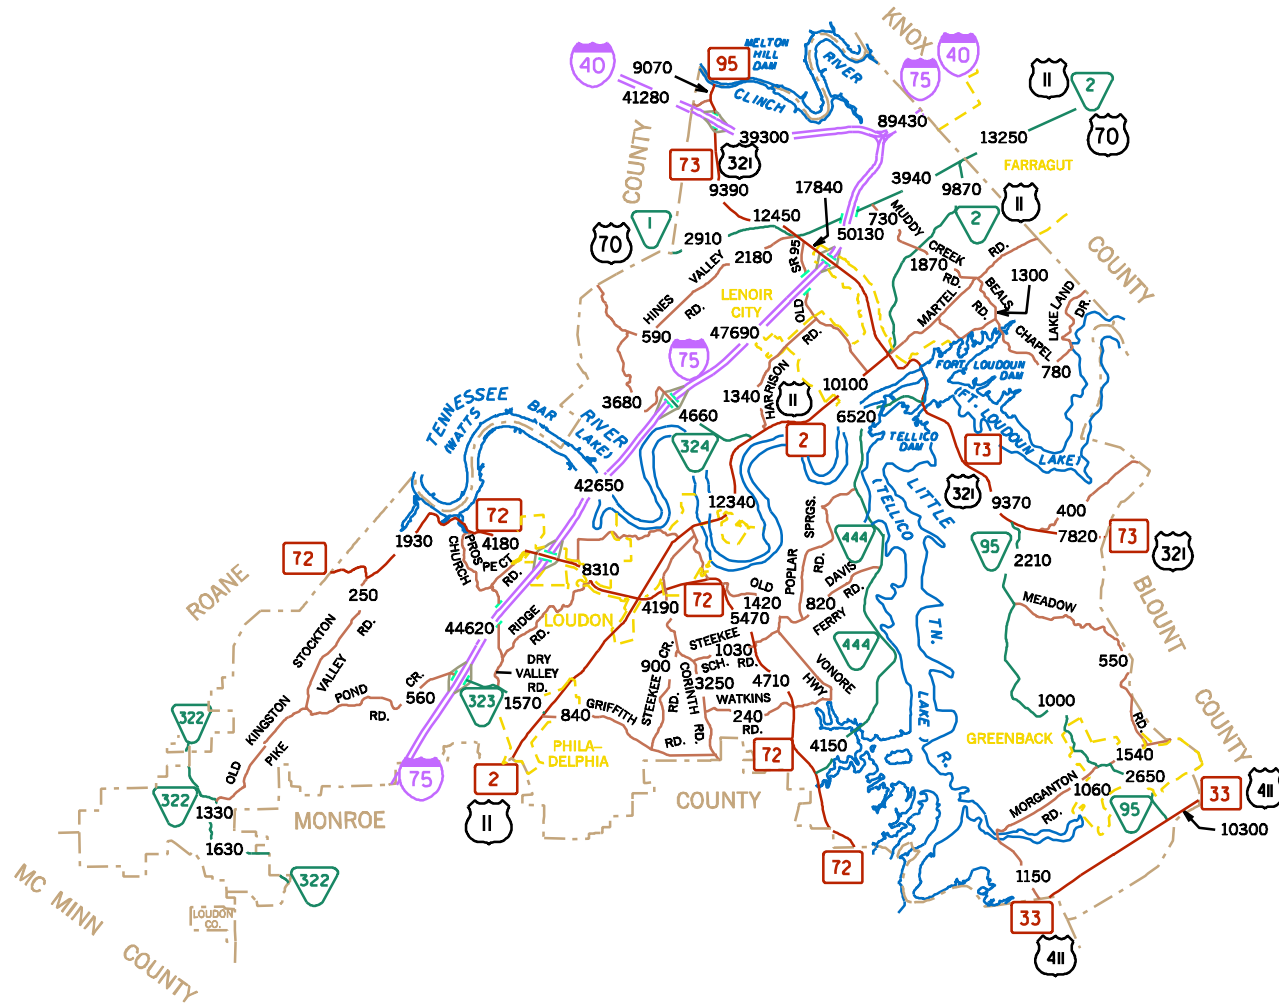 KNOX
40
9070
95
MELTON
HILL
DAM
RIVER
CLINCH
40
75
11
2
70
41280
39300
89430
13250
COUNTY
73
321
9390
17840
3940
9870
FARRAGUT
11
2
1
70
2910
12450
730
50130
MUDDY
CREEK
RD.
1870
RD.
COUNTY
HINES
VALLEY
RD.
2180
SR 95
LENOIR
CITY
OLD
RD.
MARTEL
BEALS
RD.
CHAPEL
1300
LAKE LAND
DR.
590
47690
75
780
FORT LOUDOUN
DAM
(FT. LOUDOUN LAKE)
3680
4660
1340
HARRISON
11
10100
6520
2
324
TELLICO
DAM
73
321
TENNESSEE
(WATTS
BAR
LAKE)
RIVER
42650
12340
LITTLE
(TELLICO
9370
400
7820
73
321
72
72
1930
4180
PROSPECT
CHURCH
RD.
8310
POPLAR
SPRGS.
RD.
444
95
2210
ROANE
250
DAVIS
RD.
FERRY
820
OLD
1420
5470
4190
72
LOUDON
BLOUNT
MEADOW
STOCKTON
VALLEY
RD.
44620
RIDGE
RD.
444
TN.
550
STEEKEE
SCH.
RD.
1030
900
3250
4710
VONORE
HWY
DRY
VALLEY
RD.
POND
CR.
RD.
560
323
1570
STEEKEE
CR.
RD.
CORINTH
RD.
WATKINS
RD.
240
840
GRIFFITH
RD.
322
KINGSTON
OLD
PIKE
LAKE)
R.
1000
RD.
COUNTY
GREENBACK
1540
2650
PHILA-
DELPHIA
72
4150
75
2
11
322
1330
MORGANTON
RD.
1060
95
33
411
10300
MONROE
COUNTY
1630
322
72
1150
33
411
MC MINN
COUNTY
LOUDON
CO.